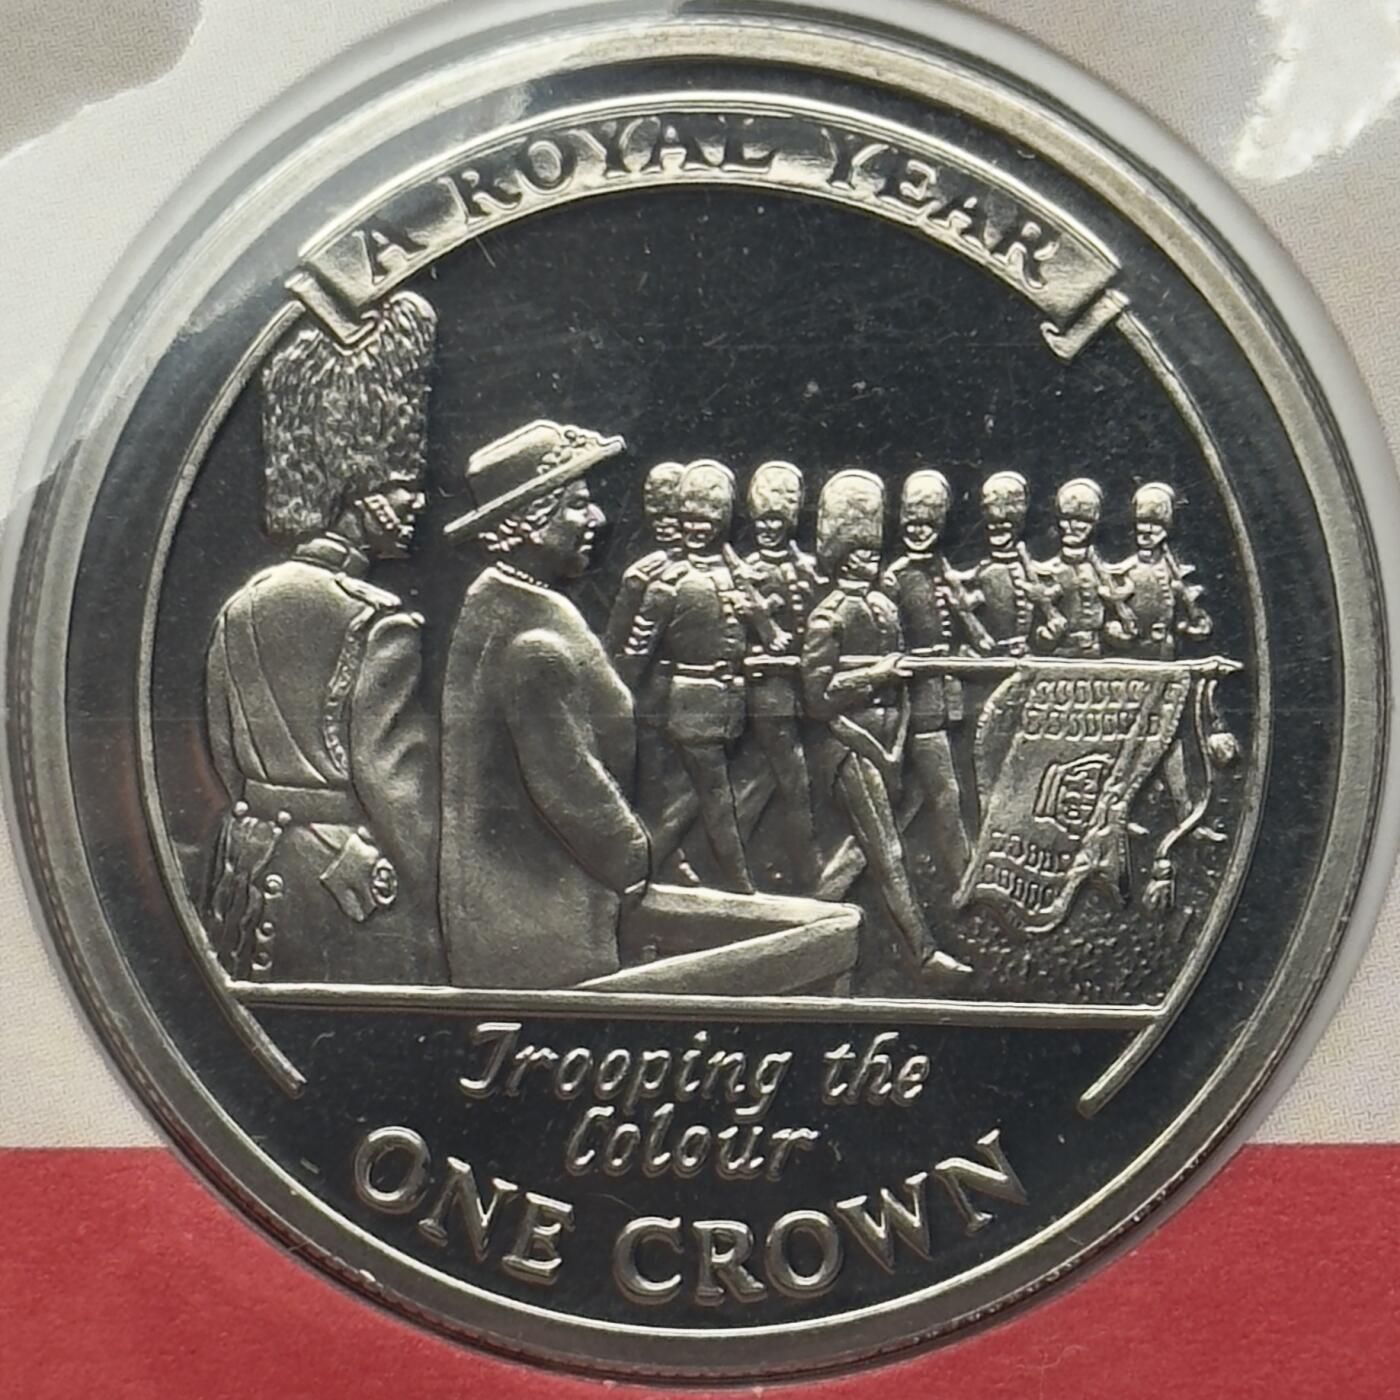 A ROYAL YEAR
Trooping the
Colour
ONE CROWN